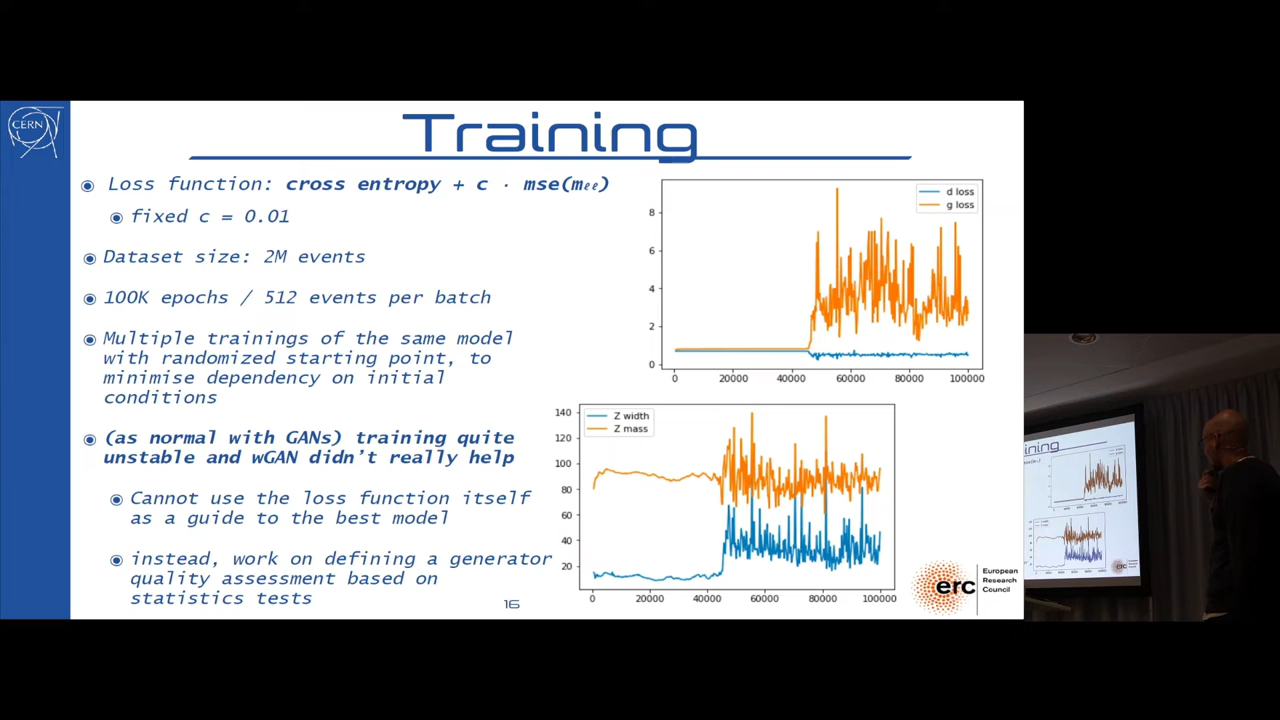 CERN
Training
Loss function: cross entropy + c · mse(mℓℓ)
fixed c = 0.01
Dataset size: 2M events
100K epochs / 512 events per batch
Multiple trainings of the same model
with randomized starting point, to
minimise dependency on initial
conditions
(as normal with GANs) training quite
unstable and wGAN didn't really help
Cannot use the loss function itself
as a guide to the best model
instead, work on defining a generator
quality assessment based on
statistics tests
16
d loss
g loss
8
6
4
2
0
0 20000 40000 60000 80000 100000
Z width
Z mass
140
120
100
80
60
40
20
0 20000 40000 60000 80000 100000
erc
European
Research
Council
ining
erc